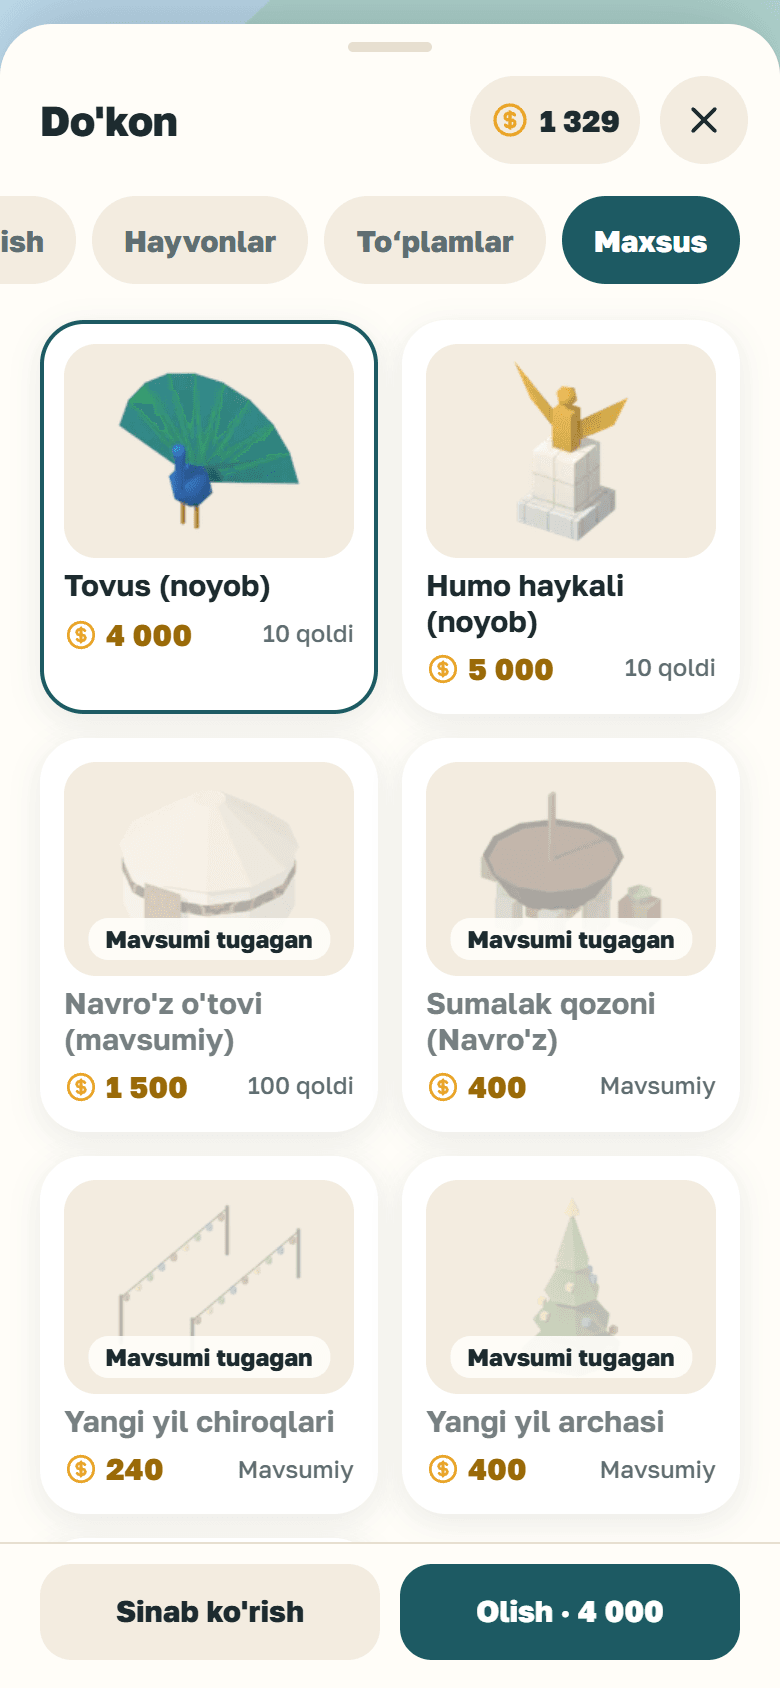 Do'kon
1 329
ish
Hayvonlar
To‘plamlar
Maxsus
Tovus (noyob)
4 000
10 qoldi
Humo haykali
(noyob)
5 000
10 qoldi
Mavsumi tugagan
Navro'z o'tovi
(mavsumiy)
1 500
100 qoldi
Mavsumi tugagan
Sumalak qozoni
(Navro'z)
400
Mavsumiy
Mavsumi tugagan
Yangi yil chiroqlari
240
Mavsumiy
Mavsumi tugagan
Yangi yil archasi
400
Mavsumiy
Sinab ko'rish
Olish · 4 000